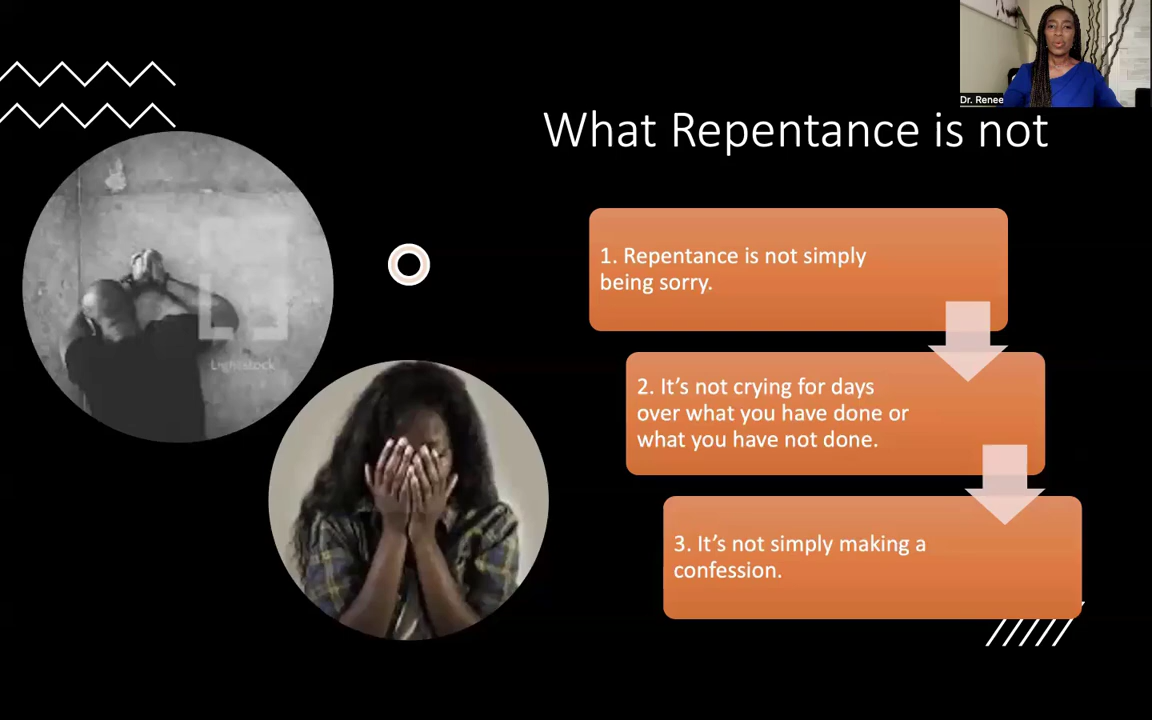 Dr. Renee
What Repentance is not
1. Repentance is not simply
being sorry.
2. It’s not crying for days
over what you have done or
what you have not done.
3. It’s not simply making a
confession.
Lightstock